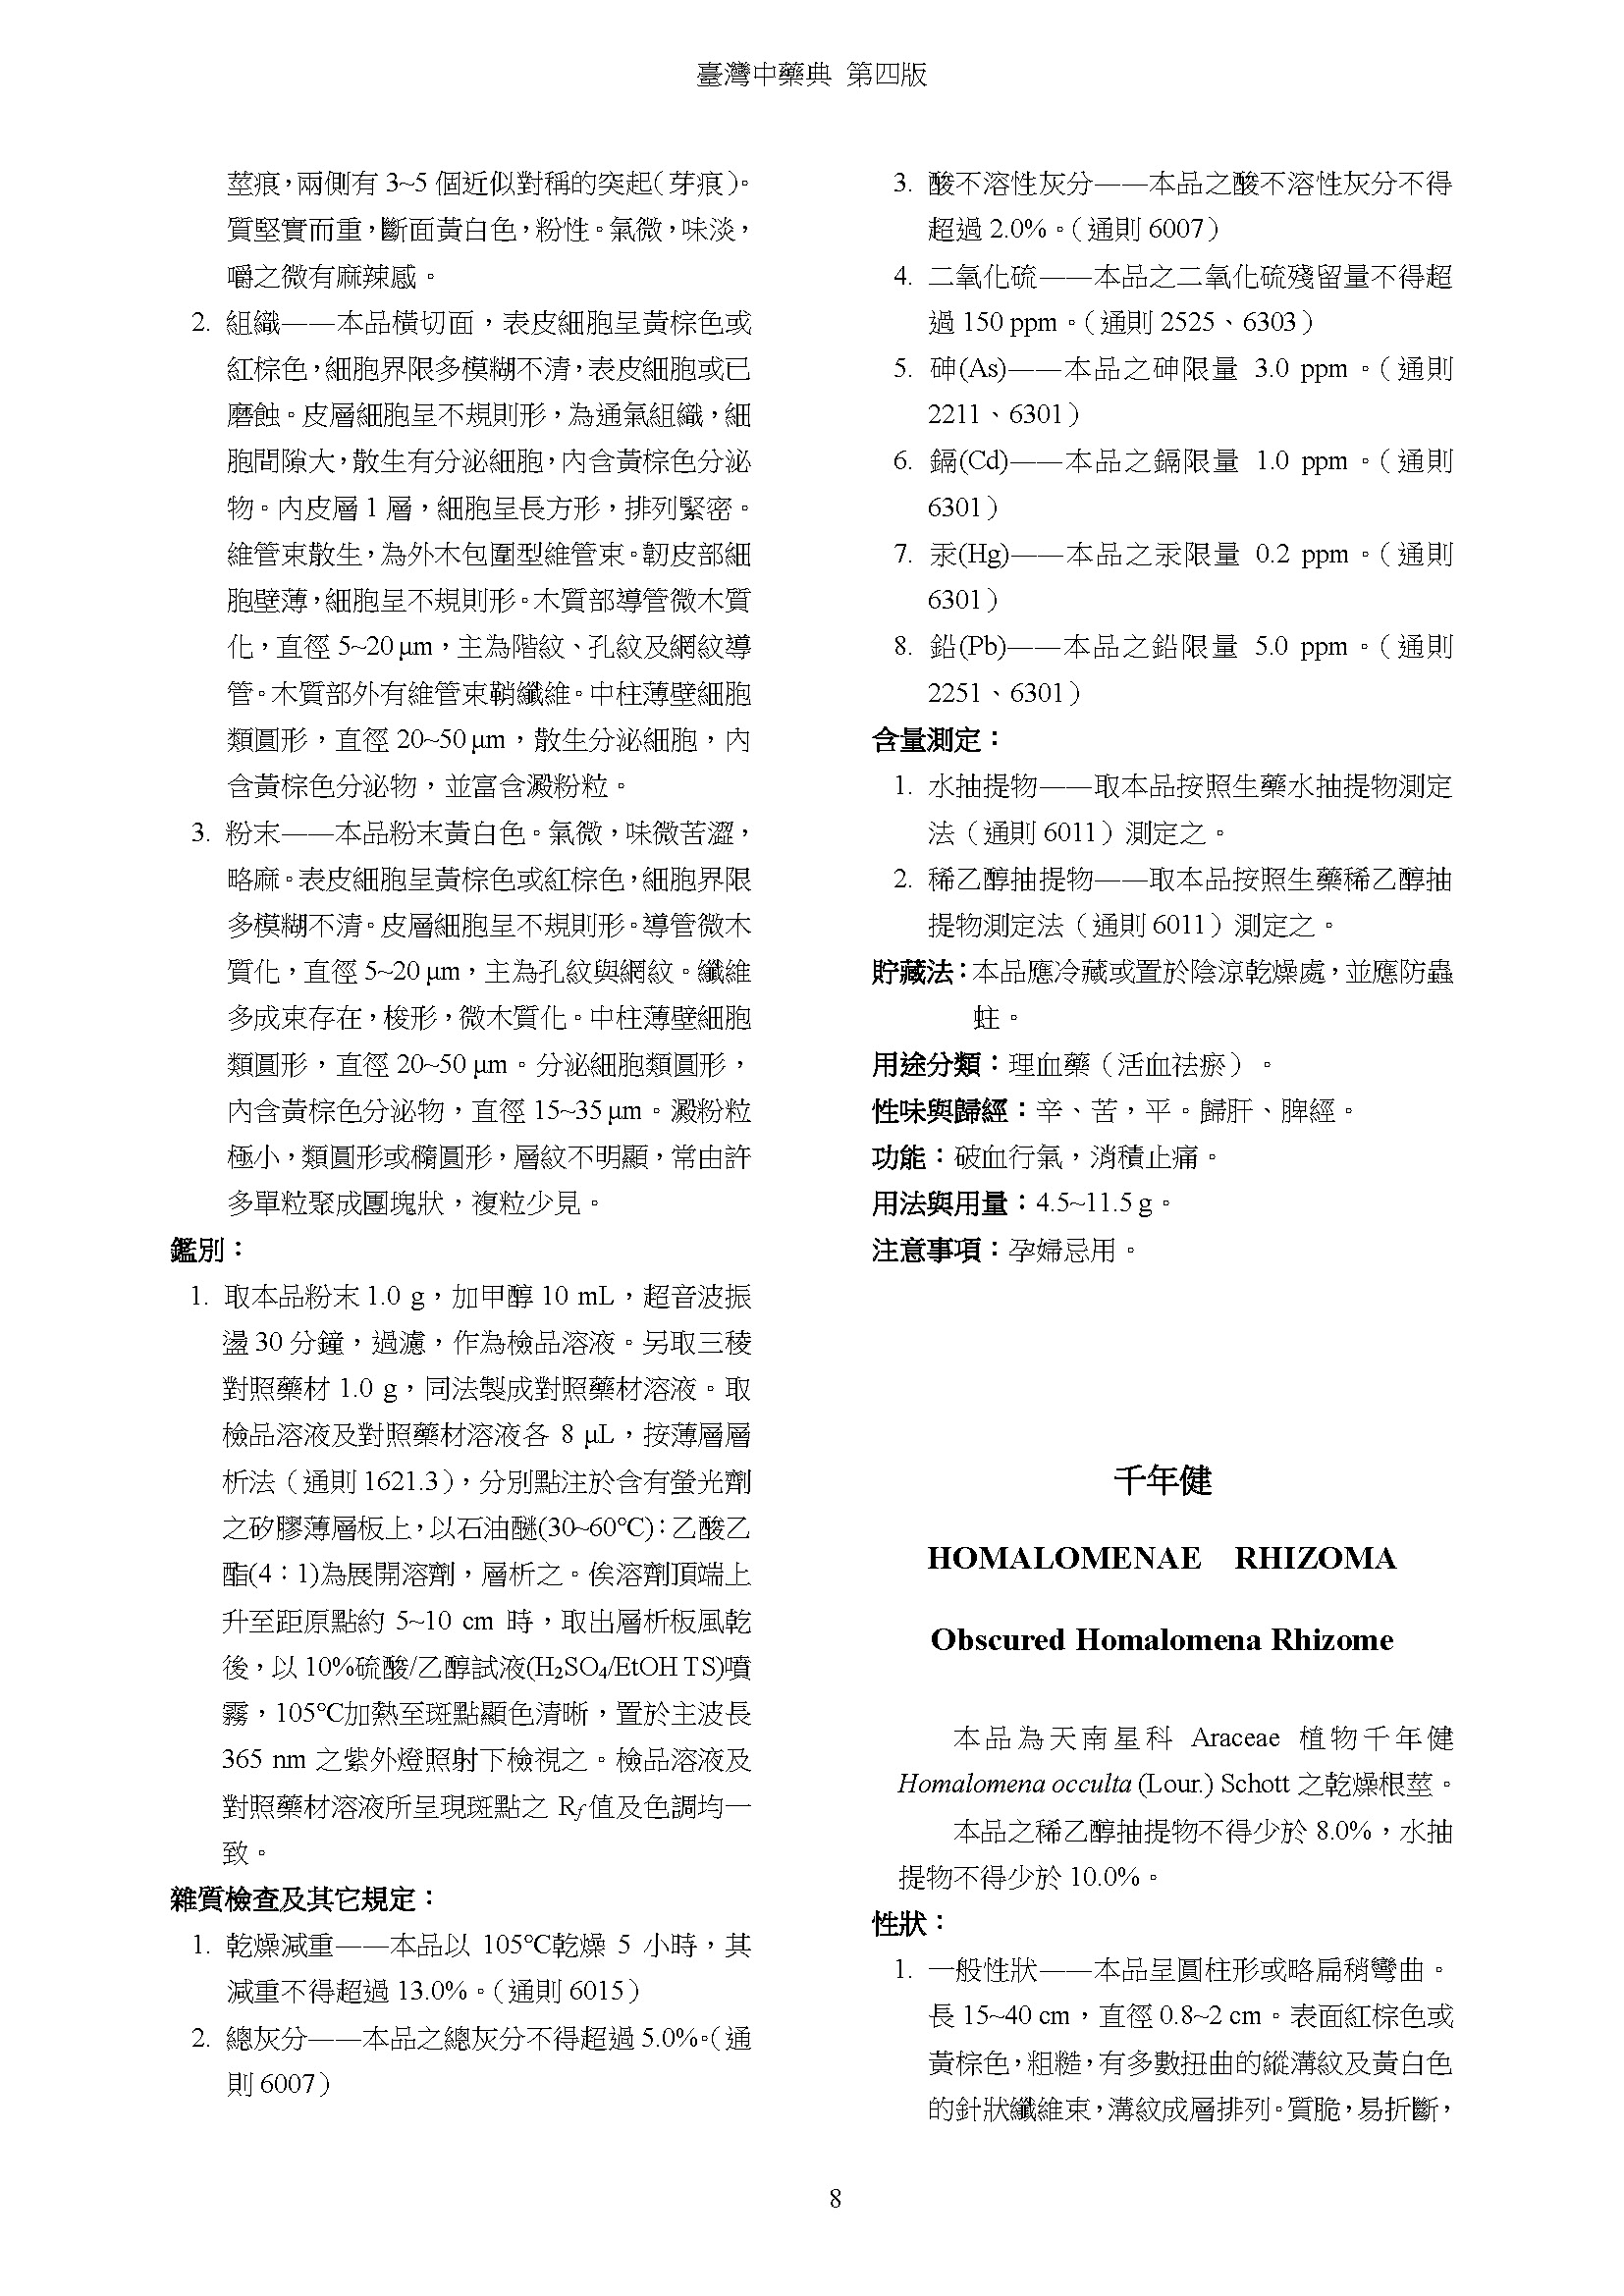 臺灣中藥典 第四版
莖痕，兩側有 3~5 個近似對稱的突起（芽痕）。
質堅實而重，斷面黃白色，粉性。氣微，味淡，
嚼之微有麻辣感。
2. 組織——本品橫切面，表皮細胞呈黃棕色或
紅棕色，細胞界限多模糊不清，表皮細胞或已
磨蝕。皮層細胞呈不規則形，為通氣組織，細
胞間隙大，散生有分泌細胞，內含黃棕色分泌
物。內皮層 1 層，細胞呈長方形，排列緊密。
維管束散生，為外木包圍型維管束。韌皮部細
胞壁薄，細胞呈不規則形。木質部導管微木質
化，直徑 5~20 μm，主為階紋、孔紋及網紋導
管。木質部外有維管束鞘纖維。中柱薄壁細胞
類圓形，直徑 20~50 μm，散生分泌細胞，內
含黃棕色分泌物，並富含澱粉粒。
3. 粉末——本品粉末黃白色。氣微，味微苦澀，
略麻。表皮細胞呈黃棕色或紅棕色，細胞界限
多模糊不清。皮層細胞呈不規則形。導管微木
質化，直徑 5~20 μm，主為孔紋與網紋。纖維
多成束存在，梭形，微木質化。中柱薄壁細胞
類圓形，直徑 20~50 μm。分泌細胞類圓形，
內含黃棕色分泌物，直徑 15~35 μm。澱粉粒
極小，類圓形或橢圓形，層紋不明顯，常由許
多單粒聚成團塊狀，複粒少見。
鑑別：
1. 取本品粉末 1.0 g，加甲醇 10 mL，超音波振
盪 30 分鐘，過濾，作為檢品溶液。另取三稜
對照藥材 1.0 g，同法製成對照藥材溶液。取
檢品溶液及對照藥材溶液各 8 μL，按薄層層
析法（通則 1621.3），分別點注於含有螢光劑
之矽膠薄層板上，以石油醚(30~60℃)：乙酸乙
酯(4：1)為展開溶劑，層析之。俟溶劑頂端上
升至距原點約 5~10 cm 時，取出層析板風乾
後，以 10%硫酸/乙醇試液(H₂SO₄/EtOH TS)噴
霧，105℃加熱至斑點顯色清晰，置於主波長
365 nm 之紫外燈照射下檢視之。檢品溶液及
對照藥材溶液所呈現斑點之 Rf 值及色調均一
致。
雜質檢查及其它規定：
1. 乾燥減重——本品以 105℃乾燥 5 小時，其
減重不得超過 13.0%。（通則 6015）
2. 總灰分——本品之總灰分不得超過 5.0%。（通
則 6007）
3. 酸不溶性灰分——本品之酸不溶性灰分不得
超過 2.0%。（通則 6007）
4. 二氧化硫——本品之二氧化硫殘留量不得超
過 150 ppm。（通則 2525、6303）
5. 砷(As)——本品之砷限量 3.0 ppm。（通則
2211、6301）
6. 鎘(Cd)——本品之鎘限量 1.0 ppm。（通則
6301）
7. 汞(Hg)——本品之汞限量 0.2 ppm。（通則
6301）
8. 鉛(Pb)——本品之鉛限量 5.0 ppm。（通則
2251、6301）
含量測定：
1. 水抽提物——取本品按照生藥水抽提物測定
法（通則 6011）測定之。
2. 稀乙醇抽提物——取本品按照生藥稀乙醇抽
提物測定法（通則 6011）測定之。
貯藏法：本品應冷藏或置於陰涼乾燥處，並應防蟲
蛀。
用途分類：理血藥（活血祛瘀）。
性味與歸經：辛、苦，平。歸肝、脾經。
功能：破血行氣，消積止痛。
用法與用量：4.5~11.5 g。
注意事項：孕婦忌用。
千年健
HOMALOMENAE RHIZOMA
Obscured Homalomena Rhizome
本品為天南星科 Araceae 植物千年健
Homalomena occulta (Lour.) Schott 之乾燥根莖。
本品之稀乙醇抽提物不得少於 8.0%，水抽
提物不得少於 10.0%。
性狀：
1. 一般性狀——本品呈圓柱形或略扁稍彎曲。
長 15~40 cm，直徑 0.8~2 cm。表面紅棕色或
黃棕色，粗糙，有多數扭曲的縱溝紋及黃白色
的針狀纖維束，溝紋成層排列。質脆，易折斷，
8